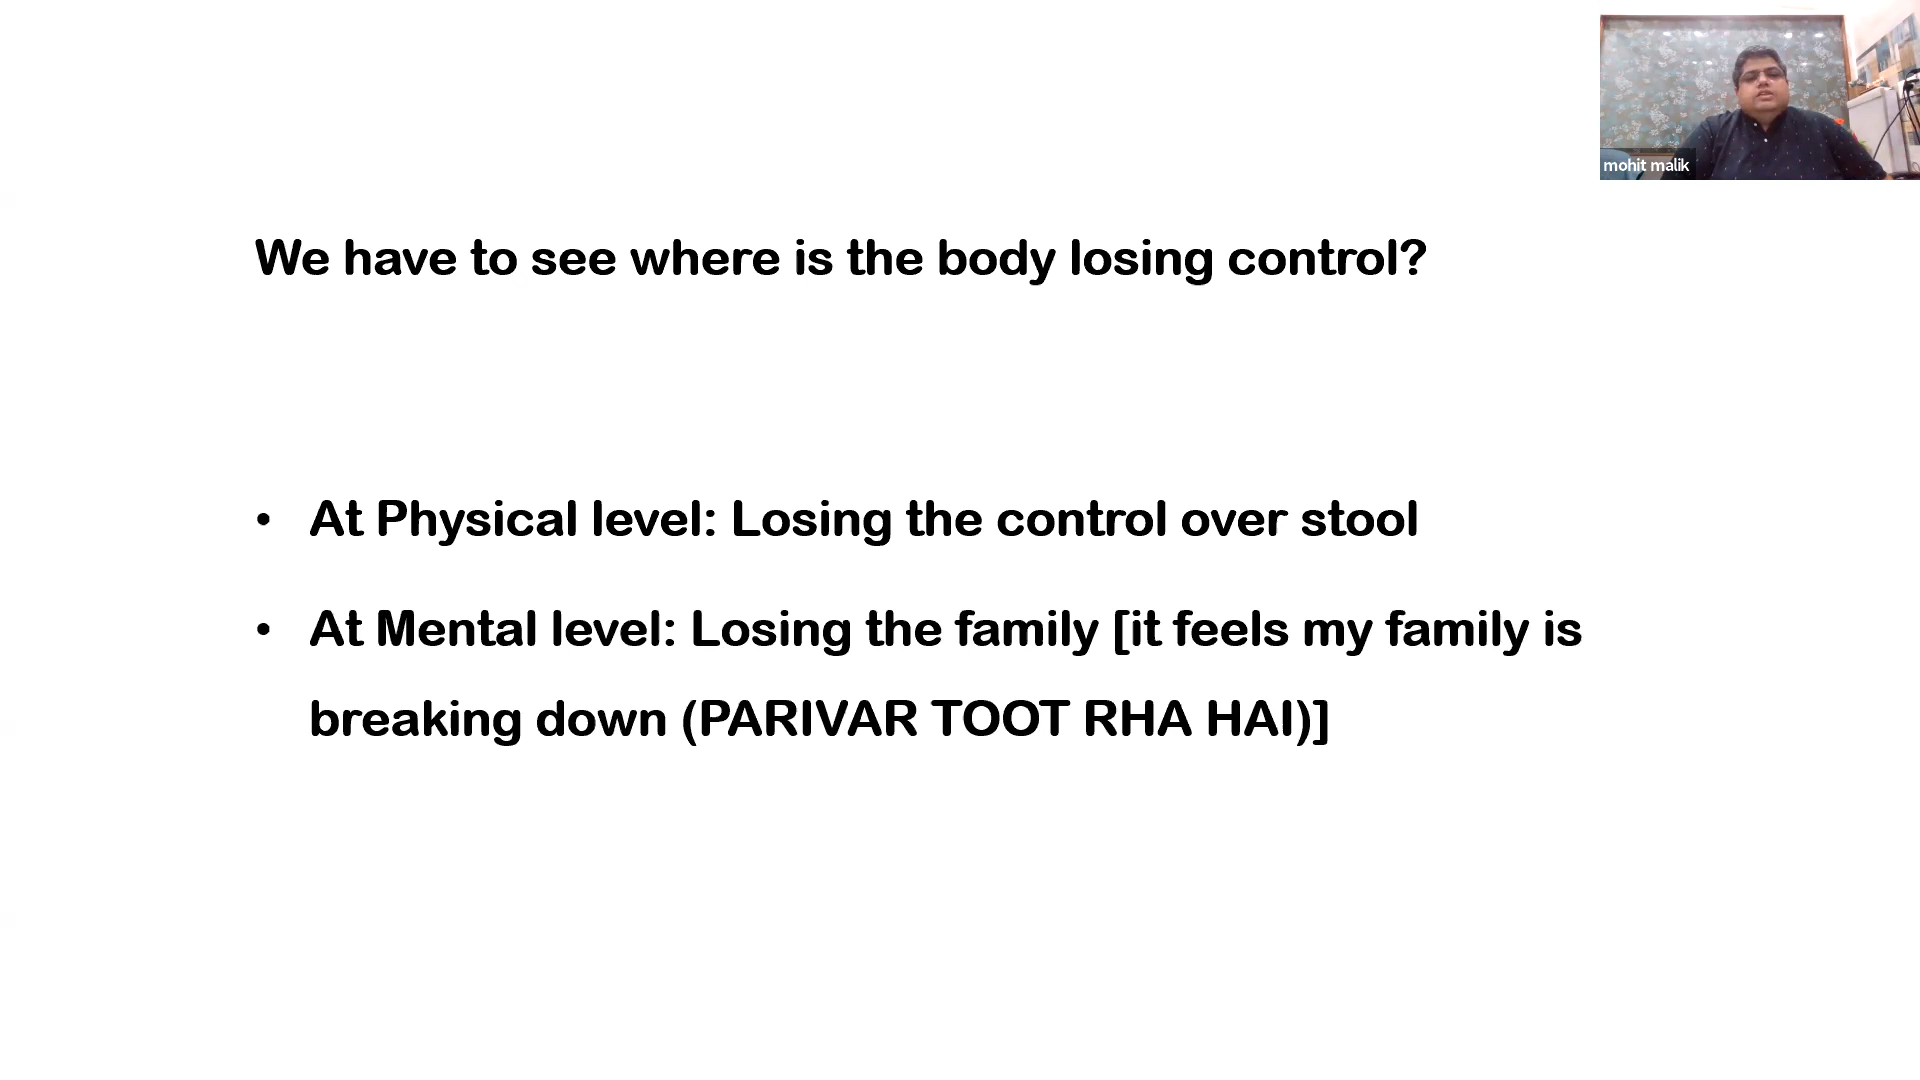 mohit malik
We have to see where is the body losing control?
• At Physical level: Losing the control over stool
• At Mental level: Losing the family [it feels my family is
breaking down (PARIVAR TOOT RHA HAI)]